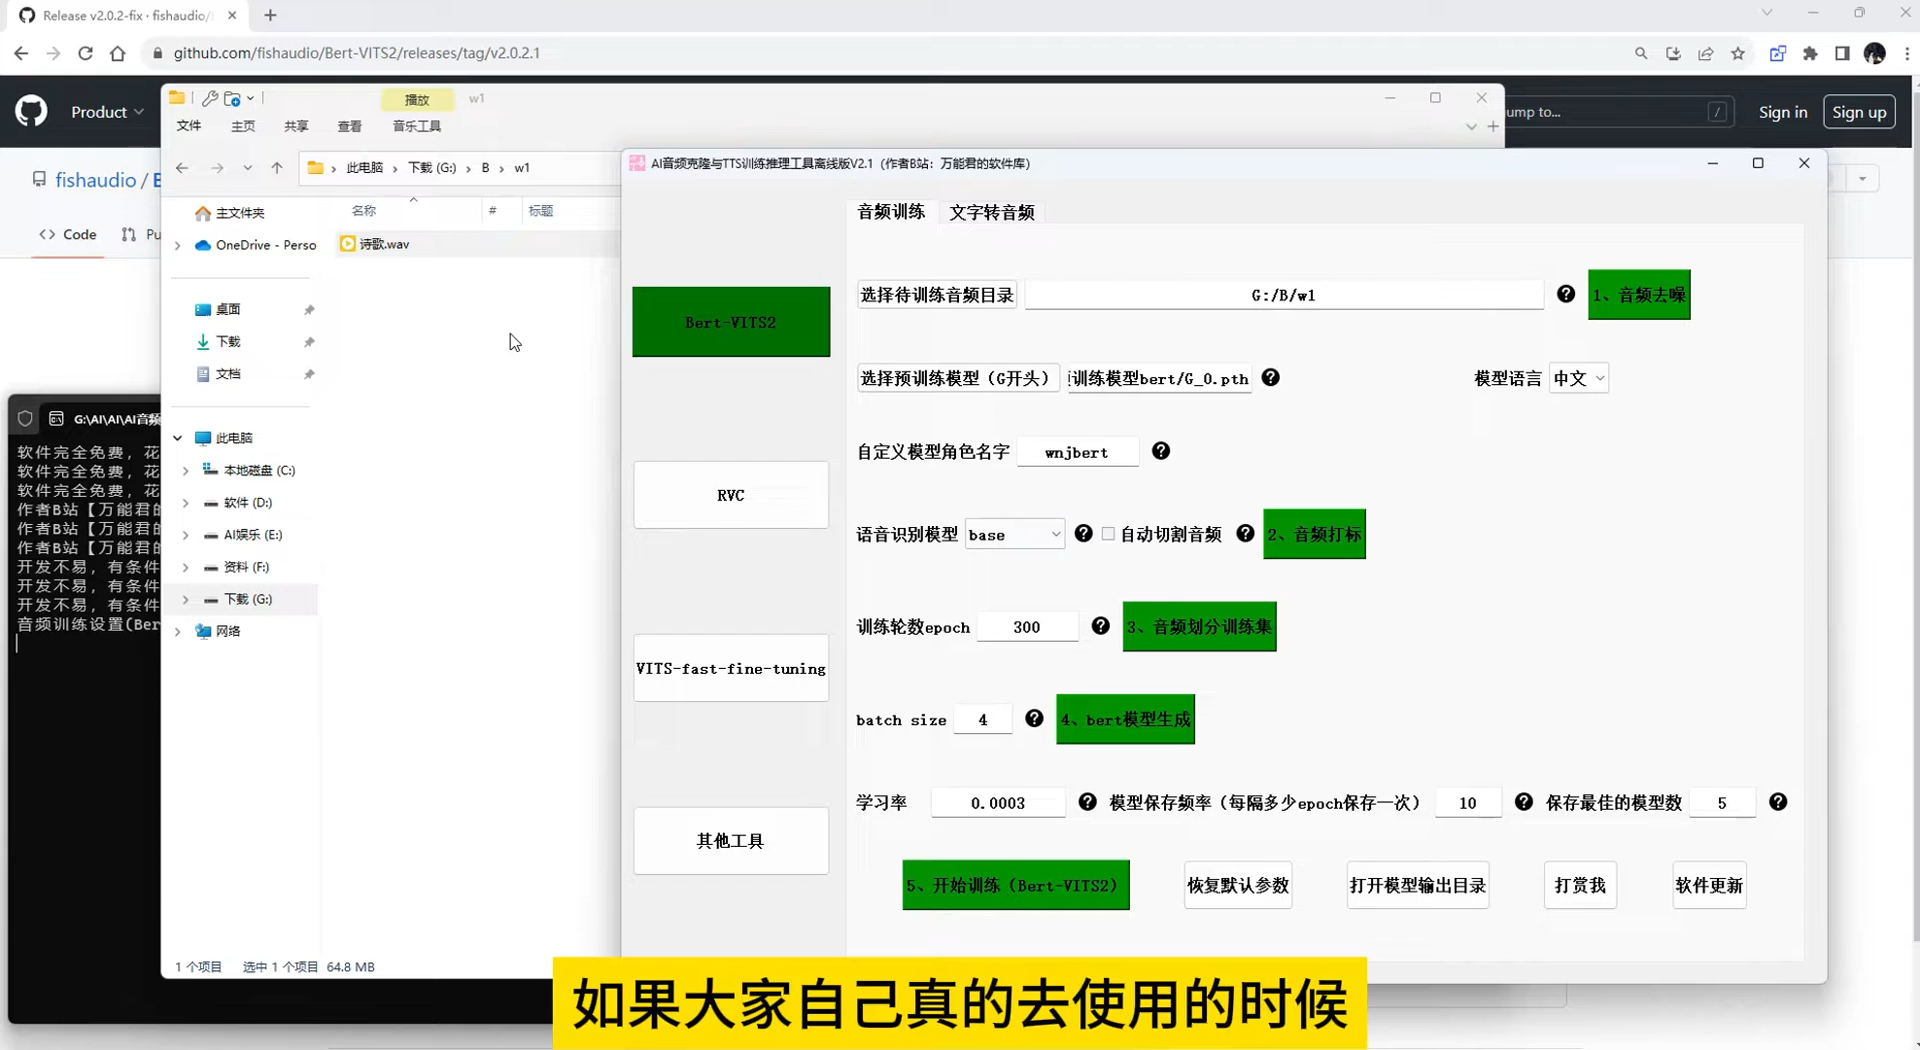 Release v2.0.2-fix · fishaudio/
github.com/fishaudio/Bert-VITS2/releases/tag/v2.0.2.1
Product
ump to...
/
Sign in
Sign up
fishaudio / B
Code
Pu
播放
w1
文件
主页
共享
查看
音乐工具
此电脑
下载 (G:)
B
w1
名称
#
标题
诗歌.wav
主文件夹
OneDrive - Perso
桌面
下载
文档
此电脑
本地磁盘 (C:)
软件 (D:)
AI娱乐 (E:)
资料 (F:)
下载 (G:)
网络
1 个项目
选中 1 个项目 64.8 MB
G:\AI\AI\AI音频
软件完全免费，花
软件完全免费，花
软件完全免费，花
作者B站【万能君的
作者B站【万能君的
作者B站【万能君的
开发不易，有条件
开发不易，有条件
开发不易，有条件
音频训练设置(Ber
AI音频克隆与TTS训练推理工具离线版V2.1（作者B站：万能君的软件库）
音频训练
文字转音频
Bert-VITS2
RVC
VITS-fast-fine-tuning
其他工具
选择待训练音频目录
G:/B/w1
1、音频去噪
选择预训练模型（G开头）
训练模型bert/G_0.pth
模型语言
中文
自定义模型角色名字
wnjbert
语音识别模型
base
自动切割音频
2、音频打标
训练轮数epoch
300
3、音频划分训练集
batch size
4
4、bert模型生成
学习率
0.0003
模型保存频率（每隔多少epoch保存一次）
10
保存最佳的模型数
5
5、开始训练（Bert-VITS2）
恢复默认参数
打开模型输出目录
打赏我
软件更新
如果大家自己真的去使用的时候